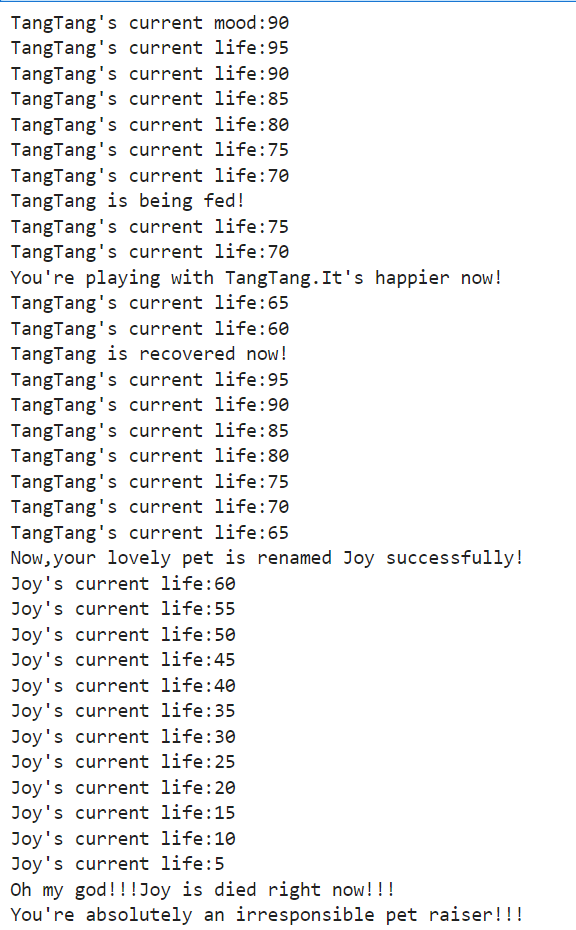 TangTang's current mood:90
TangTang's current life:95
TangTang's current life:90
TangTang's current life:85
TangTang's current life:80
TangTang's current life:75
TangTang's current life:70
TangTang is being fed!
TangTang's current life:75
TangTang's current life:70
You're playing with TangTang.It's happier now!
TangTang's current life:65
TangTang's current life:60
TangTang is recovered now!
TangTang's current life:95
TangTang's current life:90
TangTang's current life:85
TangTang's current life:80
TangTang's current life:75
TangTang's current life:70
TangTang's current life:65
Now,your lovely pet is renamed Joy successfully!
Joy's current life:60
Joy's current life:55
Joy's current life:50
Joy's current life:45
Joy's current life:40
Joy's current life:35
Joy's current life:30
Joy's current life:25
Joy's current life:20
Joy's current life:15
Joy's current life:10
Joy's current life:5
Oh my god!!!Joy is died right now!!!
You're absolutely an irresponsible pet raiser!!!